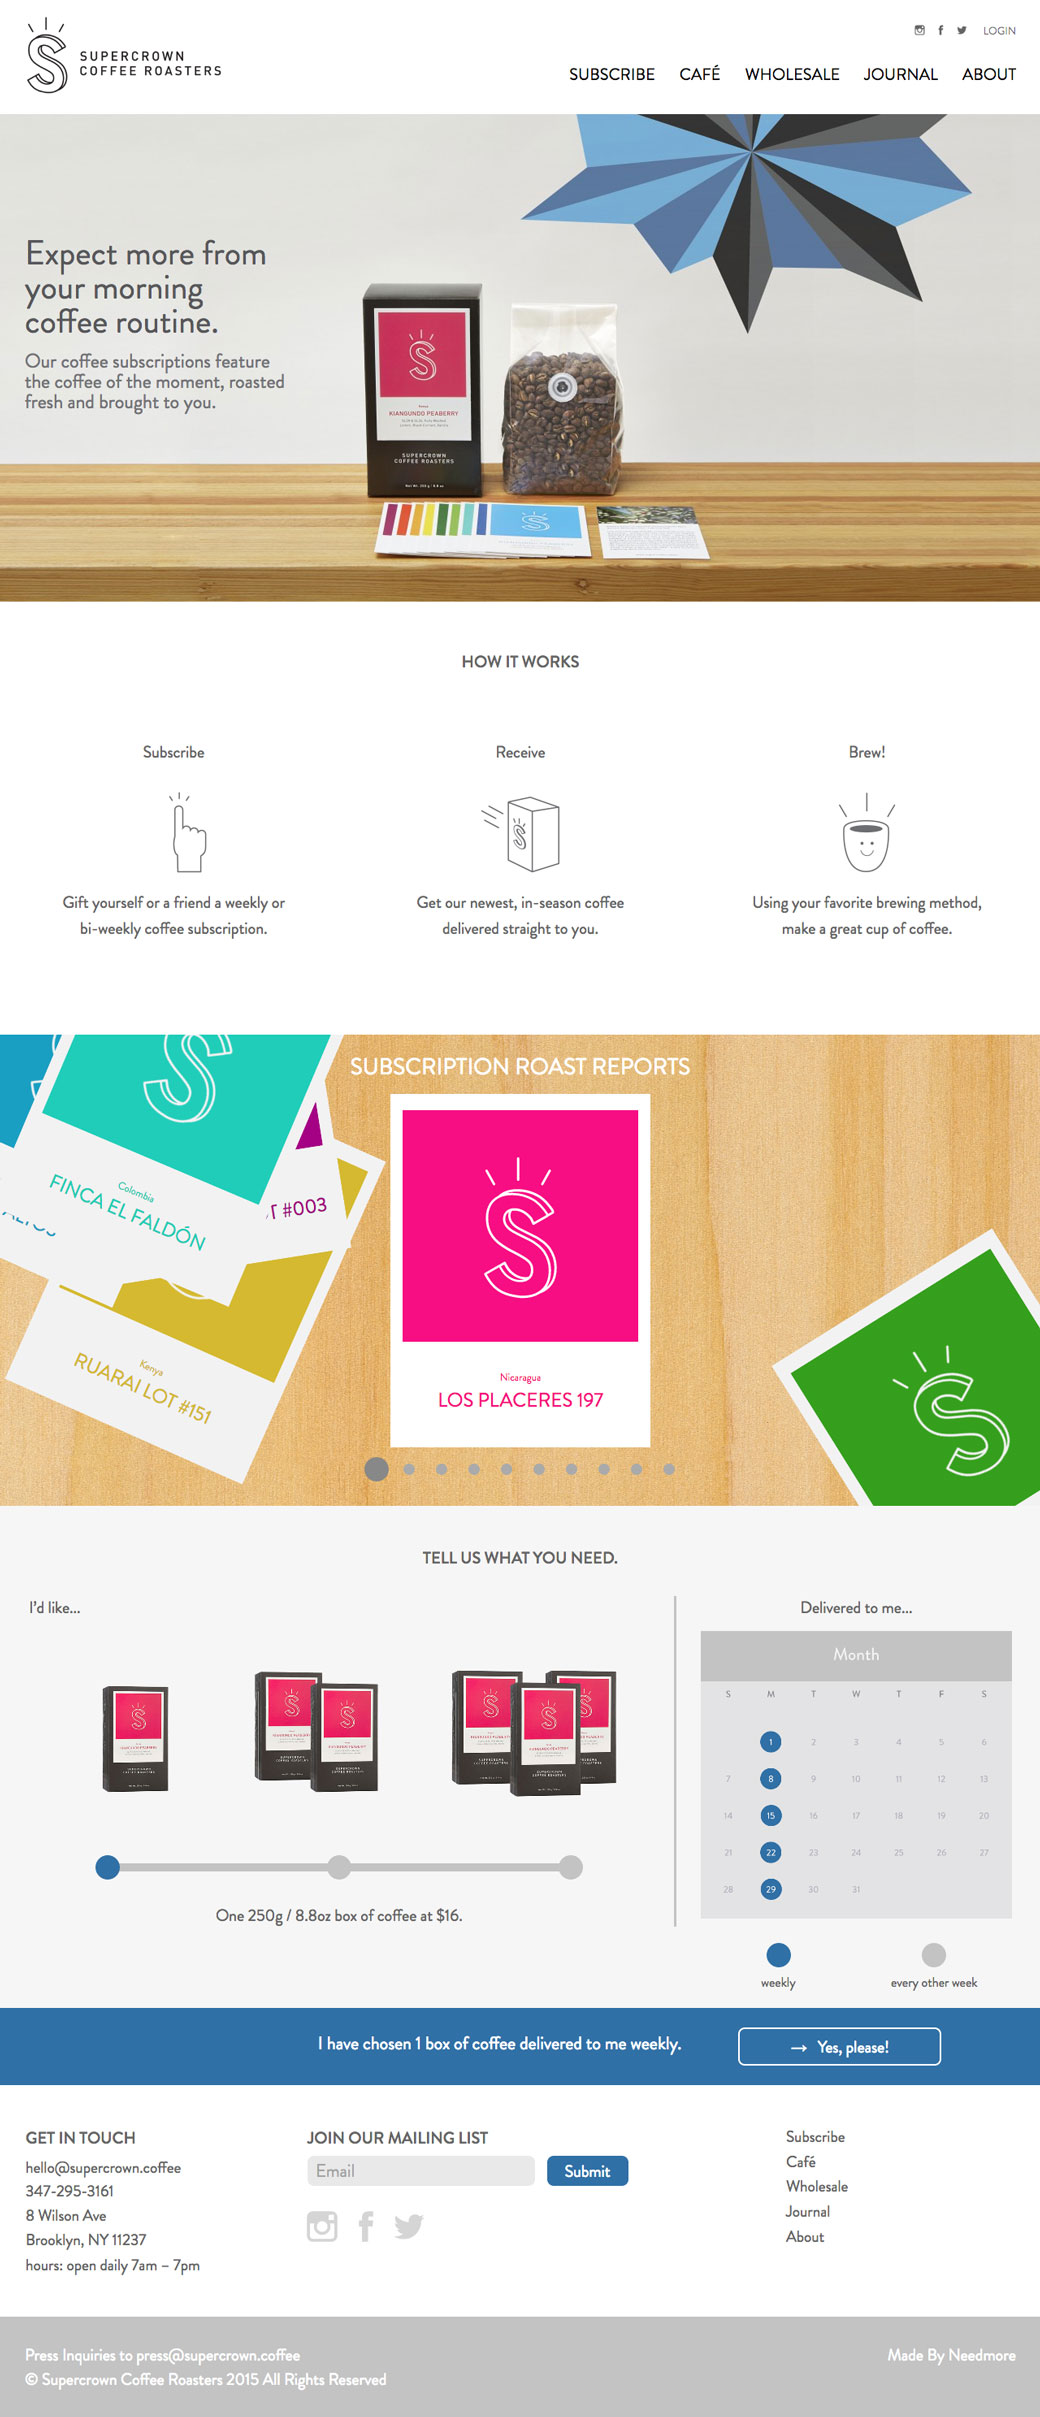 SUPERCROWN
COFFEE ROASTERS
LOGIN
SUBSCRIBE CAFÉ WHOLESALE JOURNAL ABOUT
Expect more from
your morning
coffee routine.
Our coffee subscriptions feature
the coffee of the moment, roasted
fresh and brought to you.
KIANGUNDO PEABERRY
SUPERCROWN
COFFEE ROASTERS
HOW IT WORKS
Subscribe
Gift yourself or a friend a weekly or
bi-weekly coffee subscription.
Receive
Get our newest, in-season coffee
delivered straight to you.
Brew!
Using your favorite brewing method,
make a great cup of coffee.
SUBSCRIPTION ROAST REPORTS
Colombia
FINCA EL FALDÓN
#003
Kenya
RUARAI LOT #151
Nicaragua
LOS PLACERES 197
TELL US WHAT YOU NEED.
I'd like...
SUPERCROWN
COFFEE ROASTERS
SUPERCROWN
COFFEE ROASTERS
SUPERCROWN
COFFEE ROASTERS
One 250g / 8.8oz box of coffee at $16.
Delivered to me...
Month
S M T W T F S
1 2 3 4 5 6
7 8 9 10 11 12 13
14 15 16 17 18 19 20
21 22 23 24 25 26 27
28 29 30 31
weekly
every other week
I have chosen 1 box of coffee delivered to me weekly.
→ Yes, please!
GET IN TOUCH
hello@supercrown.coffee
347-295-3161
8 Wilson Ave
Brooklyn, NY 11237
hours: open daily 7am – 7pm
JOIN OUR MAILING LIST
Email
Submit
Subscribe
Café
Wholesale
Journal
About
Press Inquiries to press@supercrown.coffee
© Supercrown Coffee Roasters 2015 All Rights Reserved
Made By Needmore